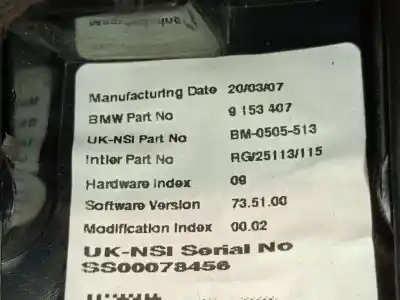 Manufacturing Date 20/03/07
BMW Part No 9 153 407
UK-NSI Part No BM-0505-513
Intier Part No RG/25113/115
Hardware Index 09
Software Version 73.51.00
Modification Index 00.02
UK-NSI Serial No
SS00078456